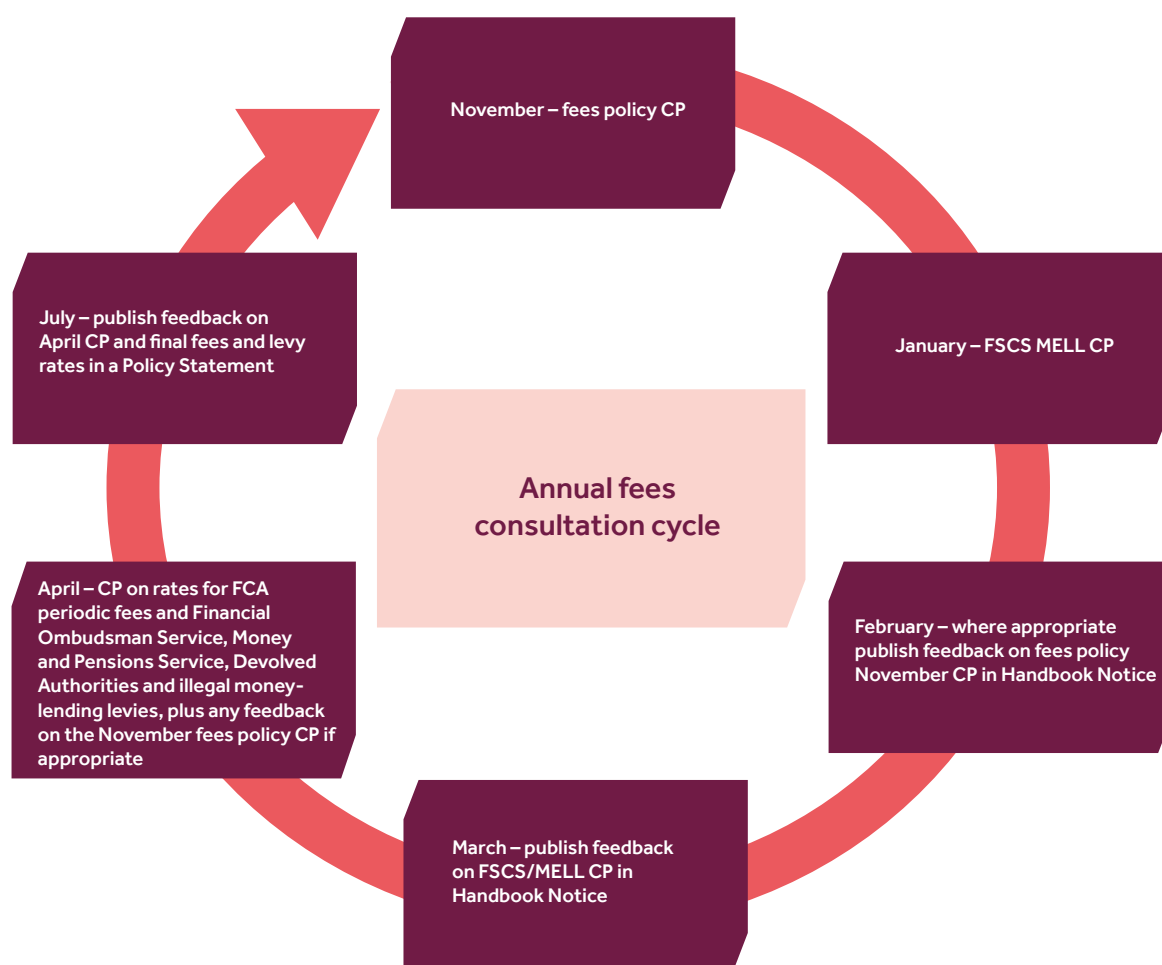 November – fees policy CP
January – FSCS MELL CP
February – where appropriate
publish feedback on fees policy
November CP in Handbook Notice
March – publish feedback
on FSCS/MELL CP in
Handbook Notice
April – CP on rates for FCA
periodic fees and Financial
Ombudsman Service, Money
and Pensions Service, Devolved
Authorities and illegal money-
lending levies, plus any feedback
on the November fees policy CP if
appropriate
July – publish feedback on
April CP and final fees and levy
rates in a Policy Statement
Annual fees
consultation cycle